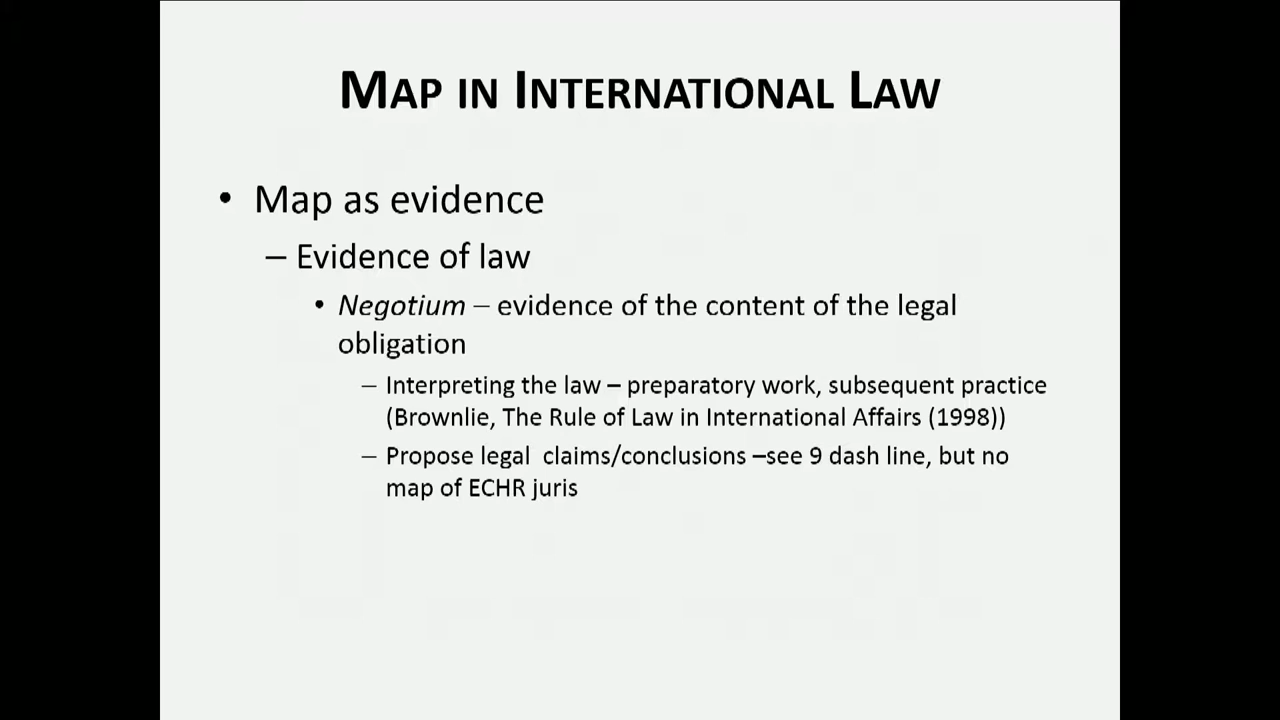 MAP IN INTERNATIONAL LAW
• Map as evidence
– Evidence of law
• Negotium – evidence of the content of the legal
obligation
– Interpreting the law – preparatory work, subsequent practice
(Brownlie, The Rule of Law in International Affairs (1998))
– Propose legal  claims/conclusions –see 9 dash line, but no
map of ECHR juris